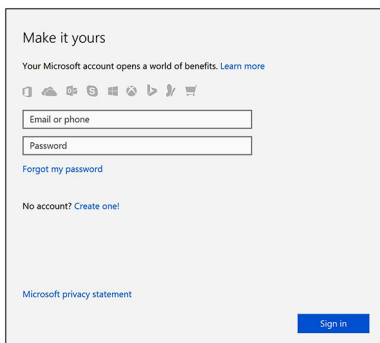 Make it yours
Your Microsoft account opens a world of benefits. Learn more
Email or phone
Password
Forgot my password
No account? Create one!
Microsoft privacy statement
Sign in